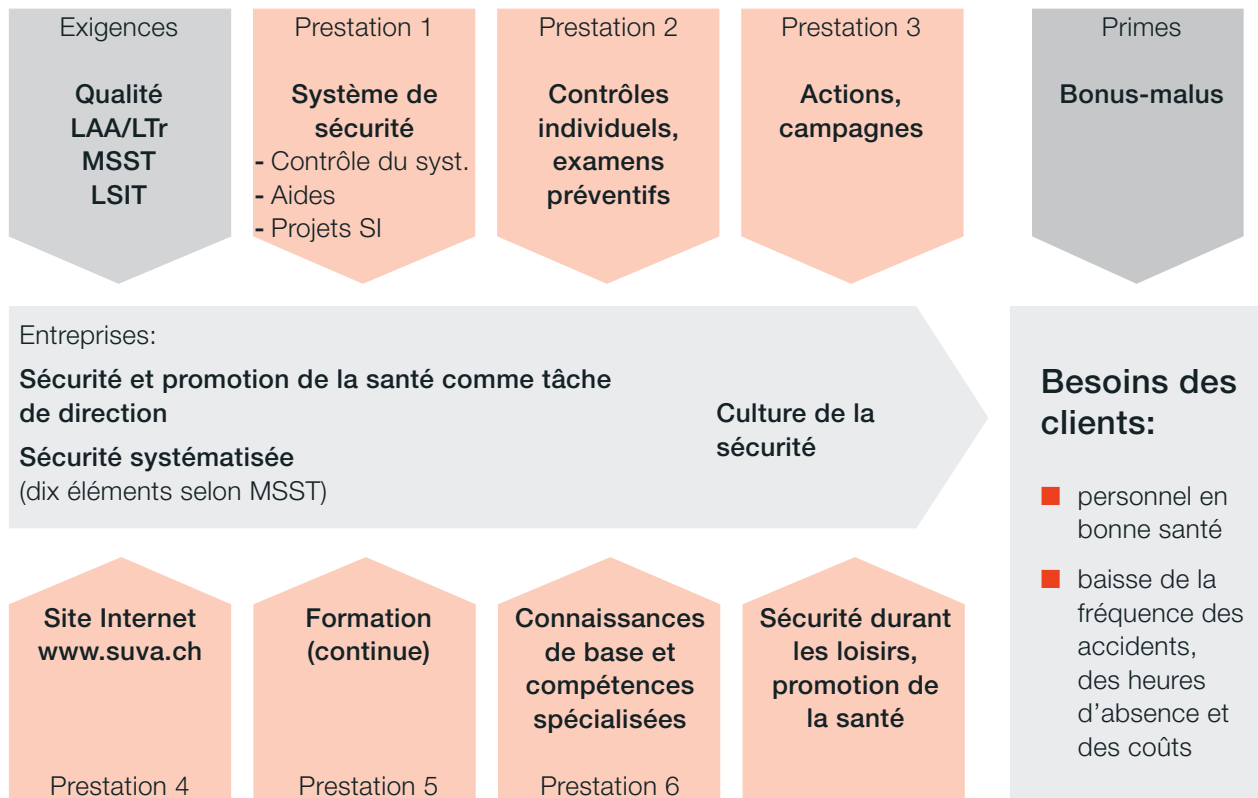 Exigences
Qualité
LAA/LTr
MSST
LSIT
Prestation 1
Système de
sécurité
- Contrôle du syst.
- Aides
- Projets SI
Prestation 2
Contrôles
individuels,
examens
préventifs
Prestation 3
Actions,
campagnes
Primes
Bonus-malus
Entreprises:
Sécurité et promotion de la santé comme tâche
de direction
Sécurité systématisée
(dix éléments selon MSST)
Culture de la
sécurité
Besoins des
clients:
personnel en
bonne santé
baisse de la
fréquence des
accidents,
des heures
d'absence et
des coûts
Site Internet
www.suva.ch
Prestation 4
Formation
(continue)
Prestation 5
Connaissances
de base et
compétences
spécialisées
Prestation 6
Sécurité durant
les loisirs,
promotion de
la santé